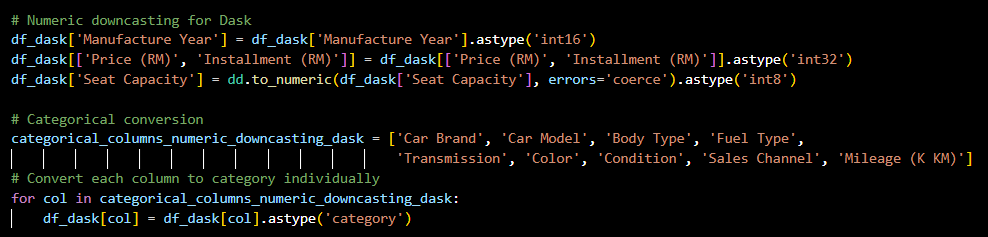 # Numeric downcasting for Dask
df_dask['Manufacture Year'] = df_dask['Manufacture Year'].astype('int16')
df_dask[['Price (RM)', 'Installment (RM)']] = df_dask[['Price (RM)', 'Installment (RM)']].astype('int32')
df_dask['Seat Capacity'] = dd.to_numeric(df_dask['Seat Capacity'], errors='coerce').astype('int8')

# Categorical conversion
categorical_columns_numeric_downcasting_dask = ['Car Brand', 'Car Model', 'Body Type', 'Fuel Type',
                                                'Transmission', 'Color', 'Condition', 'Sales Channel', 'Mileage (K KM)']
# Convert each column to category individually
for col in categorical_columns_numeric_downcasting_dask:
    df_dask[col] = df_dask[col].astype('category')